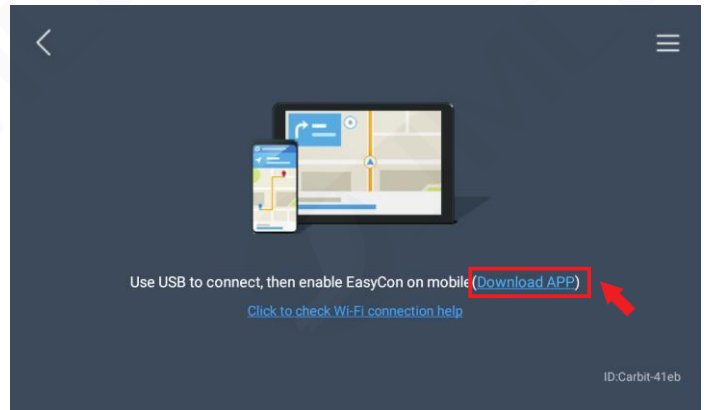 Use USB to connect, then enable EasyCon on mobile(Download APP)
Click to check Wi-Fi connection help
ID:Carbit-41eb